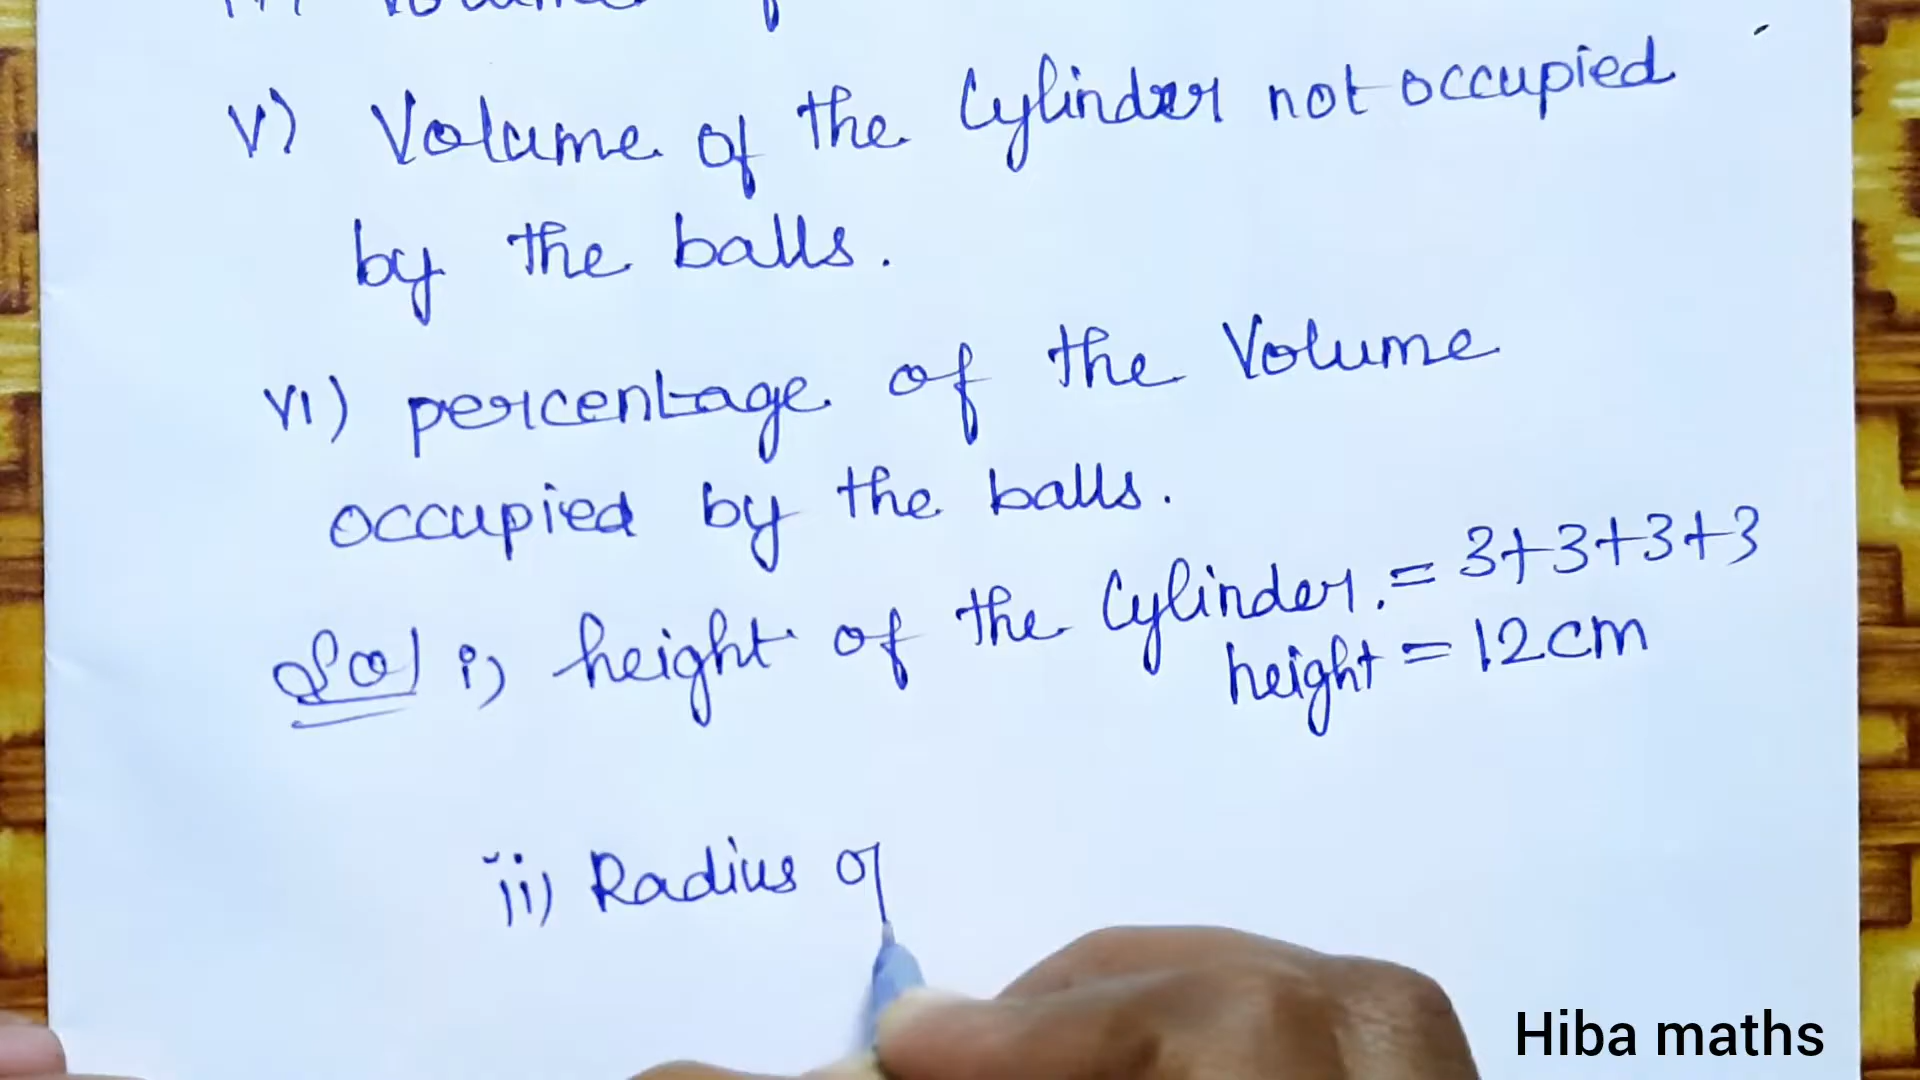 v) Volume of the Cylinder not occupied
by the balls.
vi) percentage of the Volume
occupied by the balls.
Sol i) height of the Cylinder. = 3+3+3+3
height = 12cm
ii) Radius of
Hiba maths